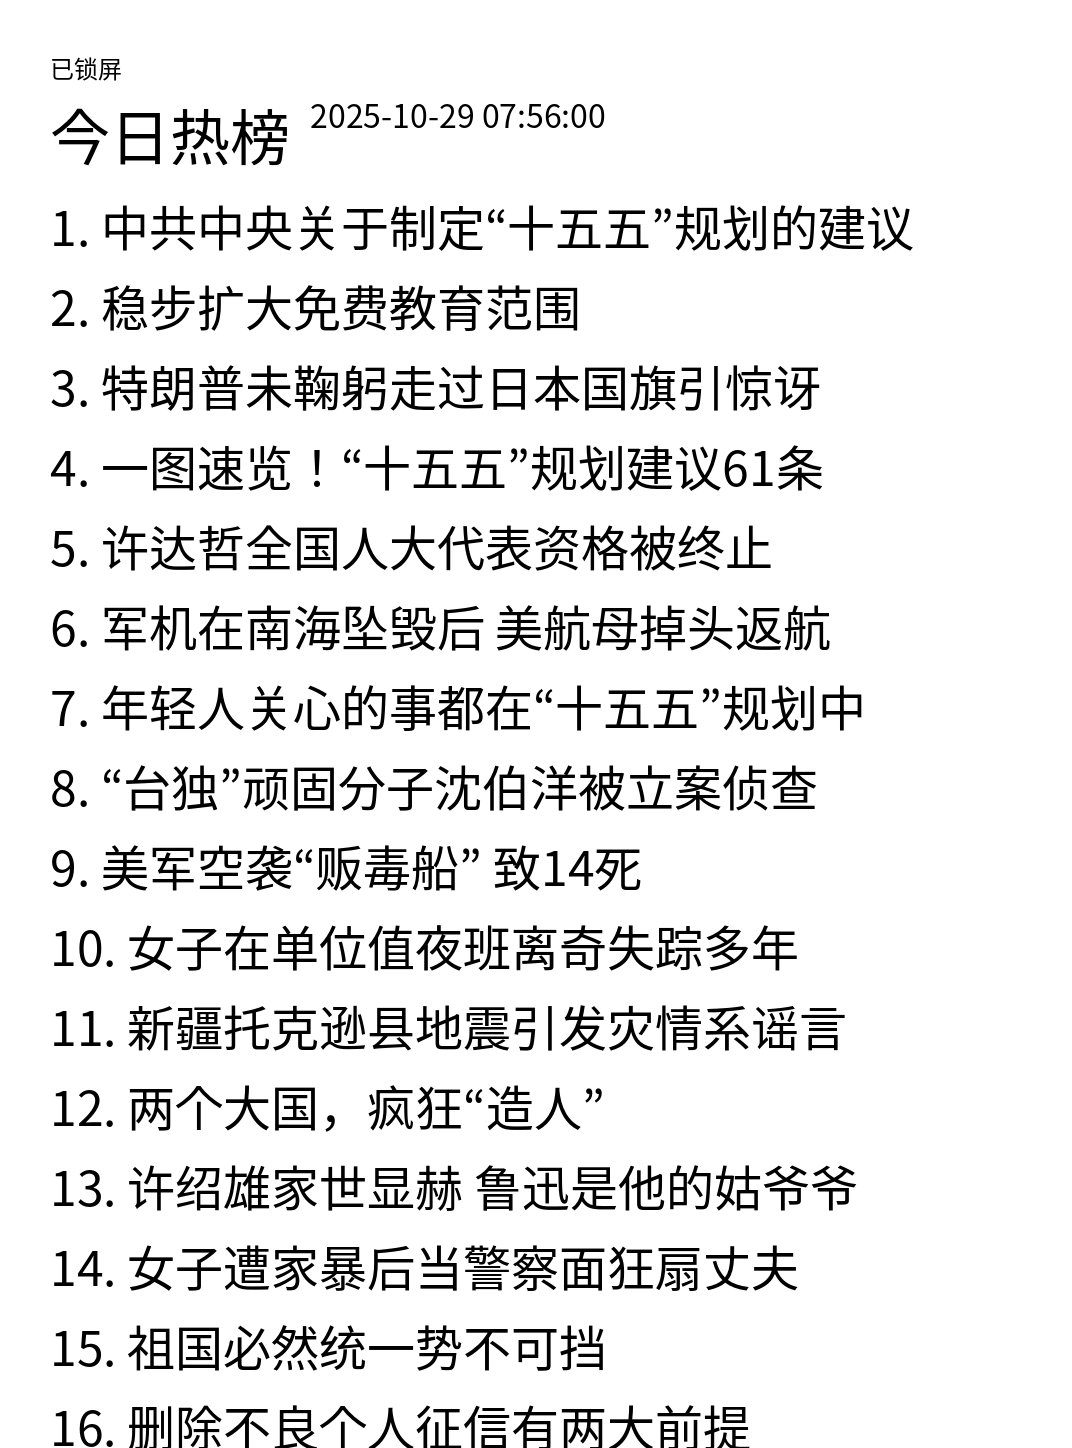 已锁屏
今日热榜 2025-10-29 07:56:00
1. 中共中央关于制定“十五五”规划的建议
2. 稳步扩大免费教育范围
3. 特朗普未鞠躬走过日本国旗引惊讶
4. 一图速览！“十五五”规划建议61条
5. 许达哲全国人大代表资格被终止
6. 军机在南海坠毁后 美航母掉头返航
7. 年轻人关心的事都在“十五五”规划中
8. “台独”顽固分子沈伯洋被立案侦查
9. 美军空袭“贩毒船” 致14死
10. 女子在单位值夜班离奇失踪多年
11. 新疆托克逊县地震引发灾情系谣言
12. 两个大国，疯狂“造人”
13. 许绍雄家世显赫 鲁迅是他的姑爷爷
14. 女子遭家暴后当警察面狂扇丈夫
15. 祖国必然统一势不可挡
16. 删除不良个人征信有两大前提